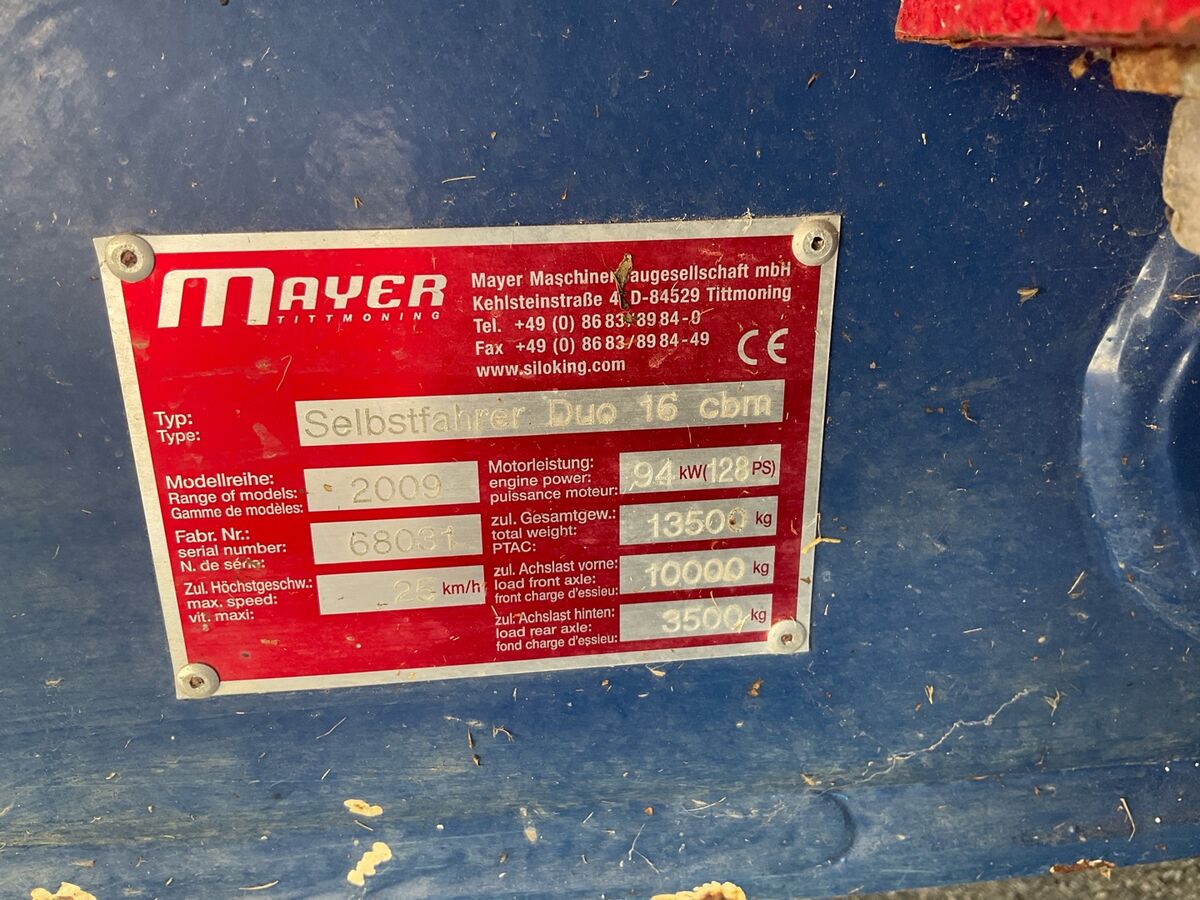 MAYER
TITTMONING
Mayer Maschinen augesellschaft mbH
Kehlsteinstraße 4 D-84529 Tittmoning
Tel. +49 (0) 86 83/89 84-0
Fax +49 (0) 86 83/89 84-49
www.siloking.com
CE
Typ:
Type:
Selbstfahrer Duo 16 cbm
Modellreihe:
Range of models:
Gamme de modèles:
2009
Fabr. Nr.:
serial number:
N. de série:
68031
Zul. Höchstgeschw.:
max. speed:
vit. maxi:
25 km/h
Motorleistung:
engine power:
puissance moteur:
94 kW(128 PS)
zul. Gesamtgew.:
total weight:
PTAC:
13500 kg
zul. Achslast vorne:
load front axle:
front charge d'essieu:
10000 kg
zul. Achslast hinten:
load rear axle:
fond charge d'essieu:
3500 kg